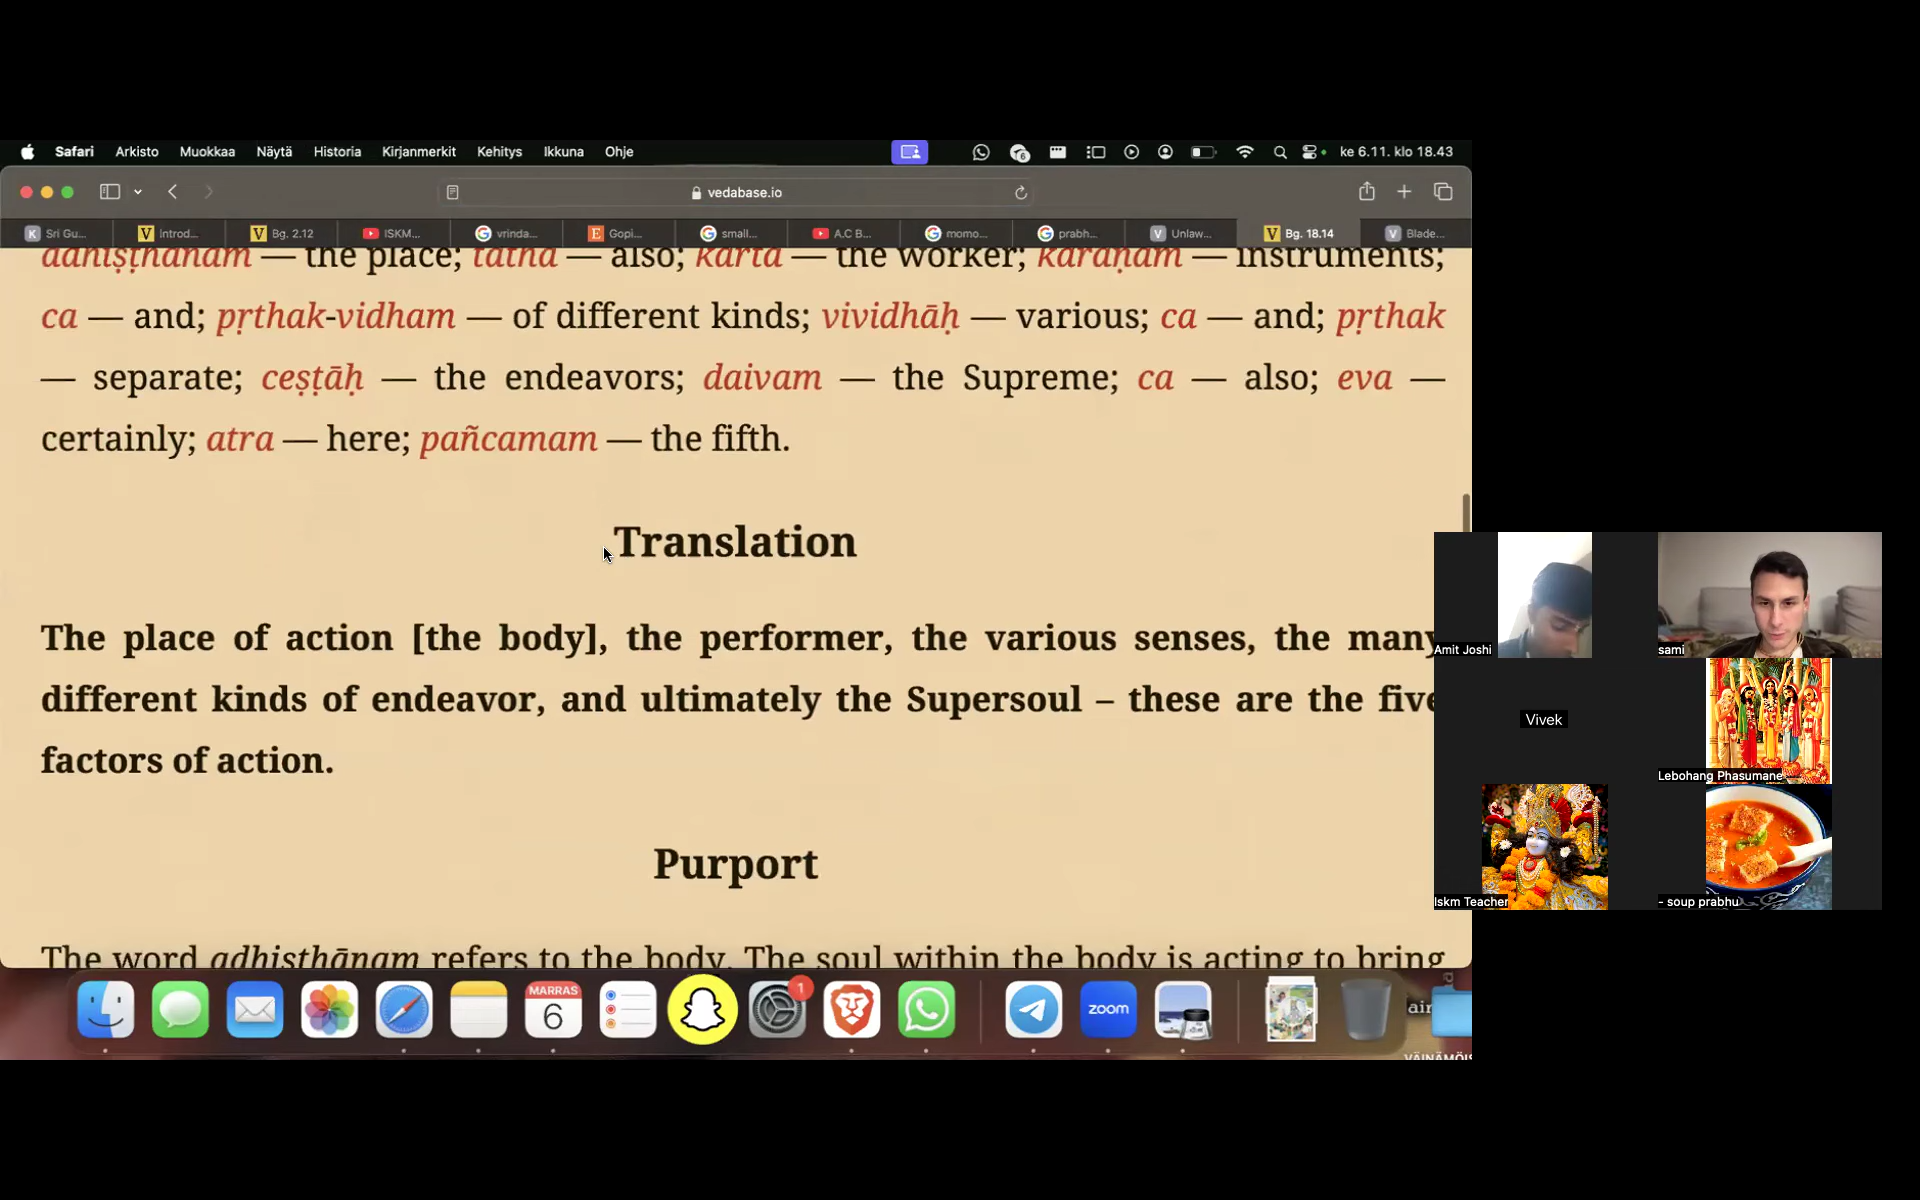 Safari Arkisto Muokkaa Näytä Historia Kirjanmerkit Kehitys Ikkuna Ohje
6
ke 6.11. klo 18.43
vedabase.io
K Sri Gu...
V Introd...
V Bg. 2.12
ISKM...
G vrinda...
E Gopi...
G small...
A.C B...
G momo...
G prabh...
V Unlaw...
V Bg. 18.14
V Blade...
adhiṣṭhānam — the place; tathā — also; kartā — the worker; karaṇam — instruments;
ca — and; pṛthak-vidham — of different kinds; vividhāḥ — various; ca — and; pṛthak
— separate; ceṣṭāḥ — the endeavors; daivam — the Supreme; ca — also; eva —
certainly; atra — here; pañcamam — the fifth.
Translation
The place of action [the body], the performer, the various senses, the many
different kinds of endeavor, and ultimately the Supersoul – these are the five
factors of action.
Purport
The word adhiṣṭhānam refers to the body. The soul within the body is acting to bring
Amit Joshi
sami
Vivek
Lebohang Phasumane
Iskm Teacher
- soup prabhu
MARRAS
6
1
zoom